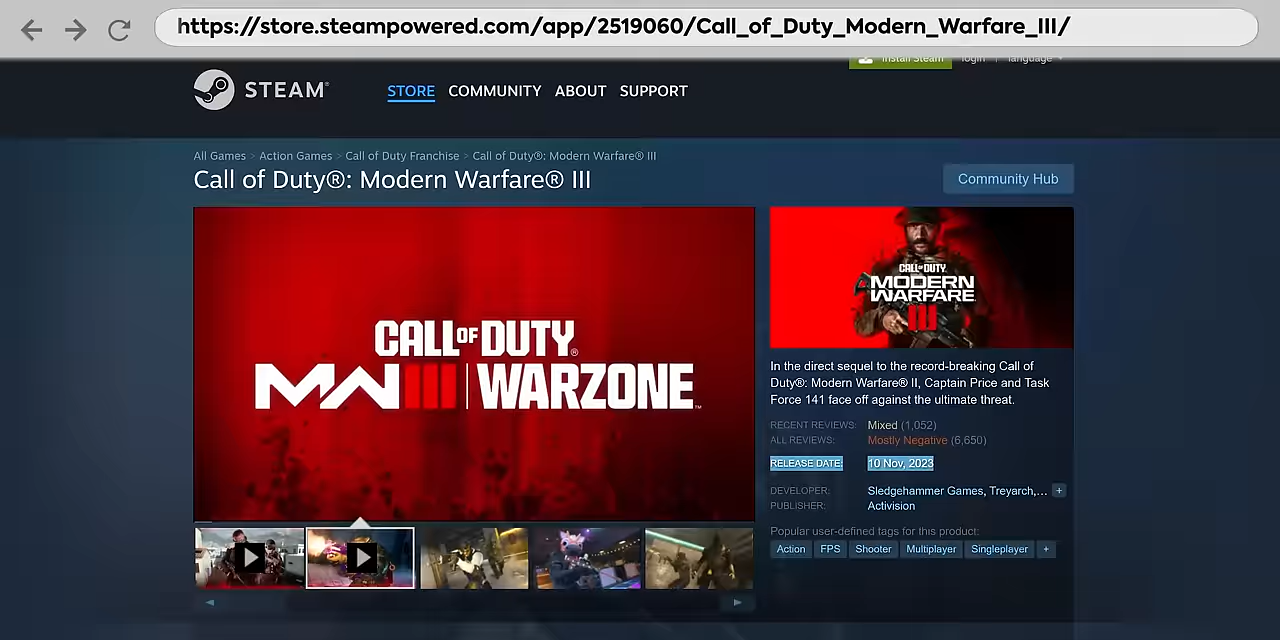 https://store.steampowered.com/app/2519060/Call_of_Duty_Modern_Warfare_III/
Install Steam login | language
STEAM®
STORE COMMUNITY ABOUT SUPPORT
All Games > Action Games > Call of Duty Franchise > Call of Duty®: Modern Warfare® III
Call of Duty®: Modern Warfare® III
Community Hub
CALL OF DUTY®
MWIII | WARZONE™
CALL OF DUTY
MODERN
WARFARE
III
In the direct sequel to the record-breaking Call of
Duty®: Modern Warfare® II, Captain Price and Task
Force 141 face off against the ultimate threat.
RECENT REVIEWS: Mixed (1,052)
ALL REVIEWS: Mostly Negative (6,650)
RELEASE DATE: 10 Nov, 2023
DEVELOPER: Sledgehammer Games, Treyarch,... +
PUBLISHER: Activision
Popular user-defined tags for this product:
Action FPS Shooter Multiplayer Singleplayer +